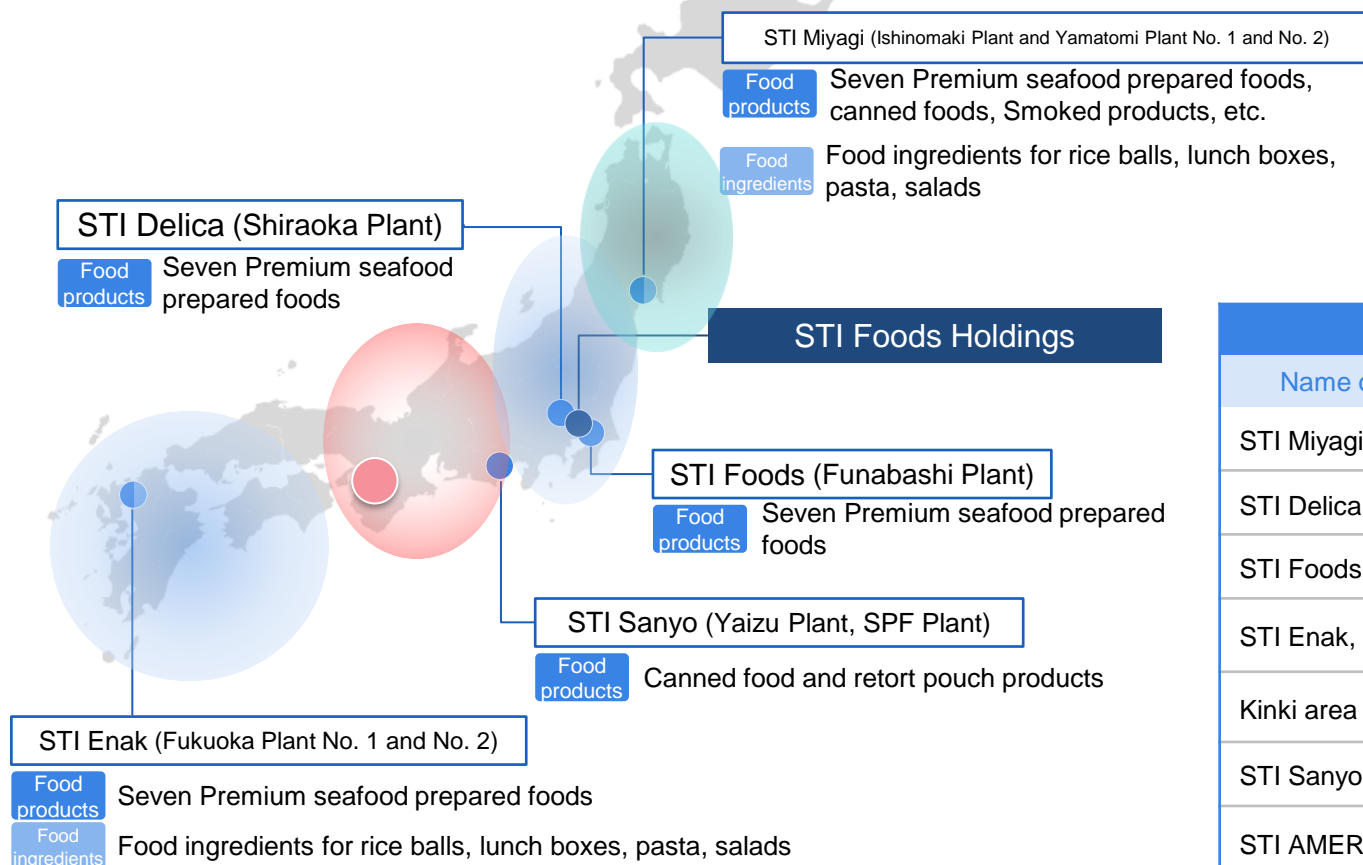 STI Miyagi (Ishinomaki Plant and Yamatomi Plant No. 1 and No. 2)
Food
products
Seven Premium seafood prepared foods,
canned foods, Smoked products, etc.
Food
ingredients
Food ingredients for rice balls, lunch boxes,
pasta, salads
STI Delica (Shiraoka Plant)
Food
products
Seven Premium seafood
prepared foods
STI Foods Holdings
STI Foods (Funabashi Plant)
Food
products
Seven Premium seafood prepared
foods
STI Sanyo (Yaizu Plant, SPF Plant)
Food
products
Canned food and retort pouch products
STI Enak (Fukuoka Plant No. 1 and No. 2)
Food
products
Seven Premium seafood prepared foods
Food
ingredients
Food ingredients for rice balls, lunch boxes, pasta, salads
Name
STI Miyagi
STI Delica
STI Foods
STI Enak,
Kinki area
STI Sanyo
STI AMER